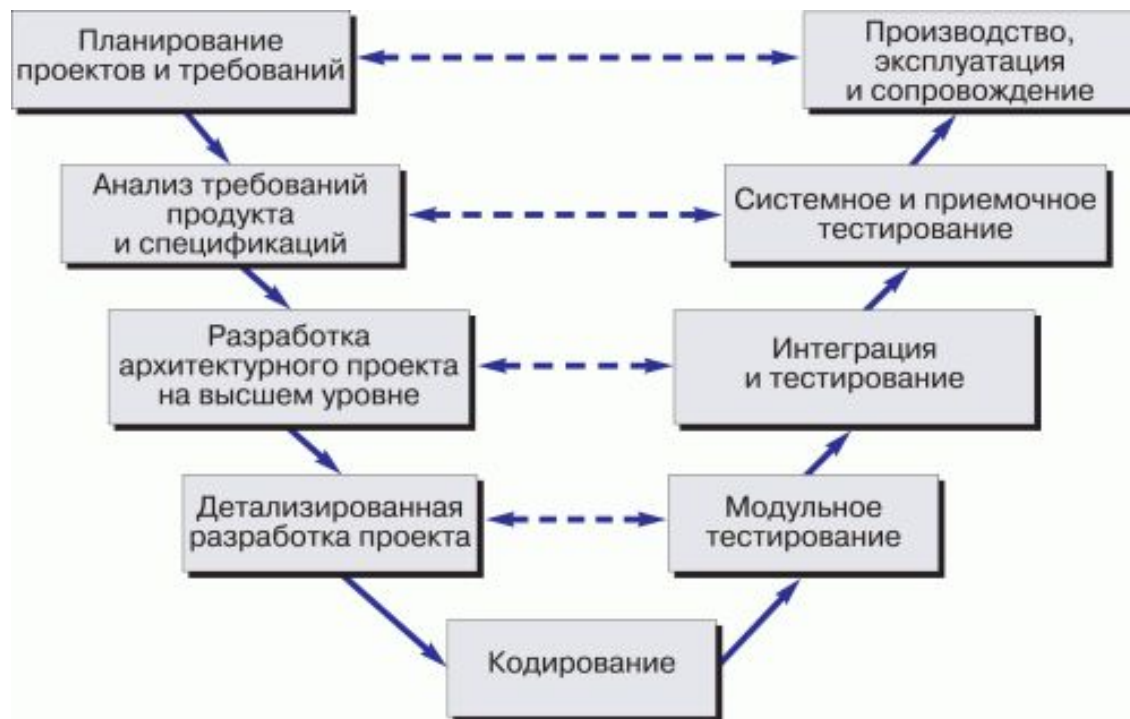 Планирование
проектов и требований
Производство,
эксплуатация
и сопровождение
Анализ требований
продукта
и спецификаций
Системное и приемочное
тестирование
Разработка
архитектурного проекта
на высшем уровне
Интеграция
и тестирование
Детализированная
разработка проекта
Модульное
тестирование
Кодирование